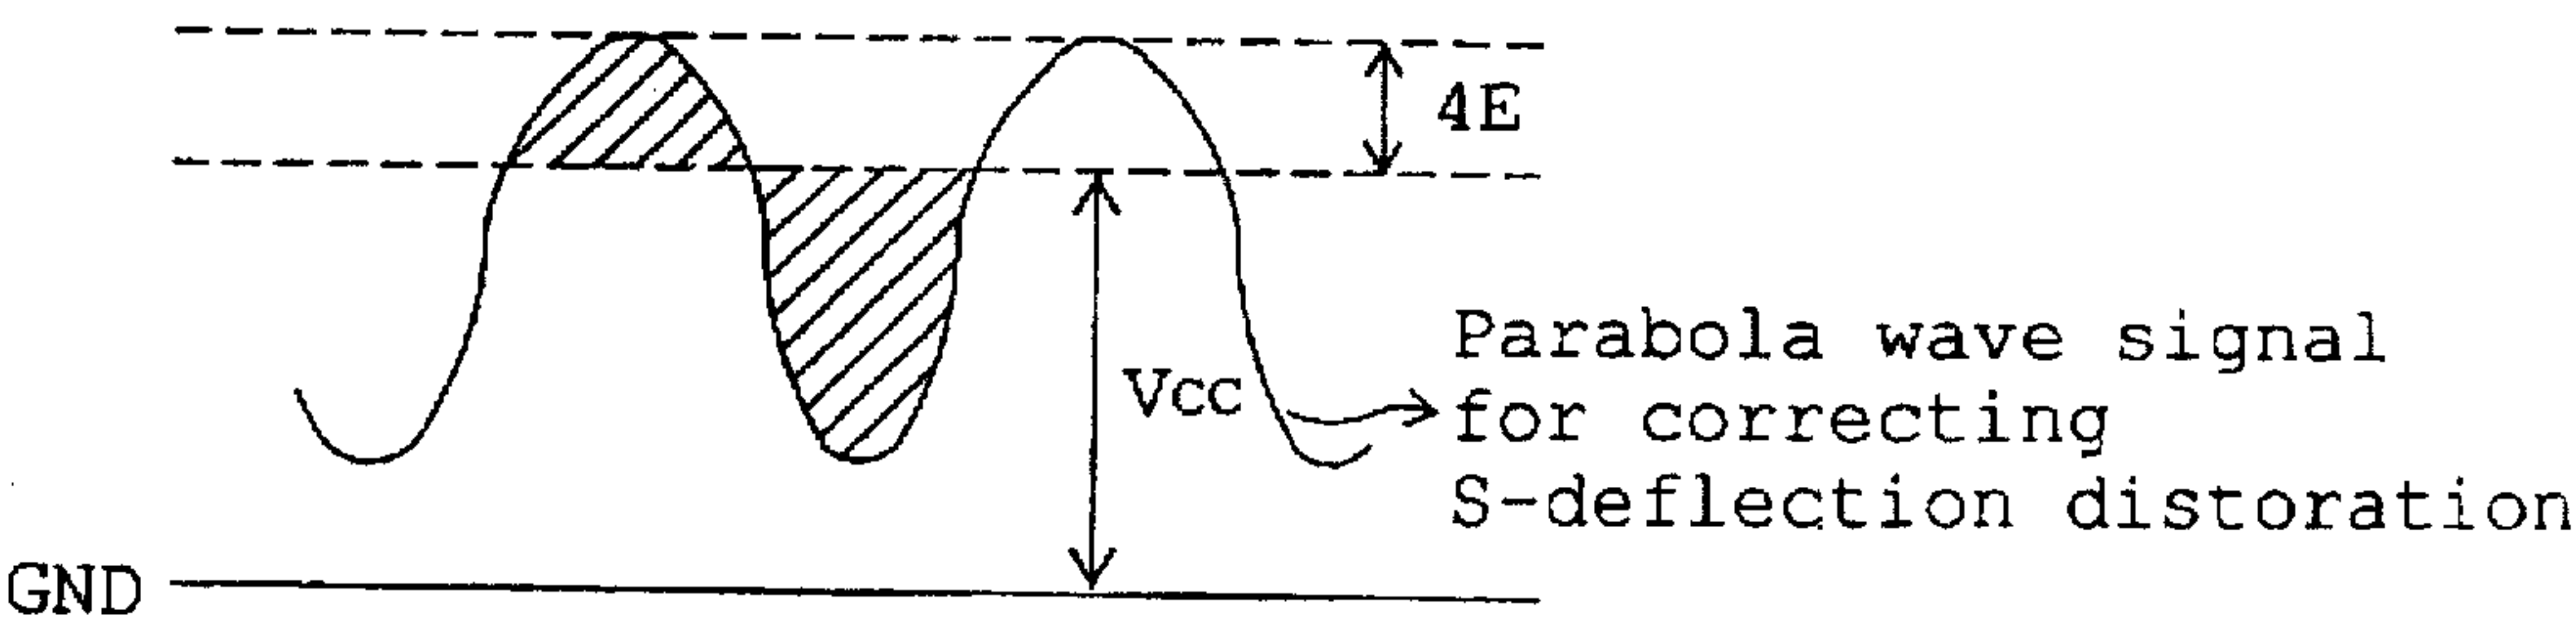 4E
Vcc
Parabola wave signal
for correcting
S-deflection distoration
GND